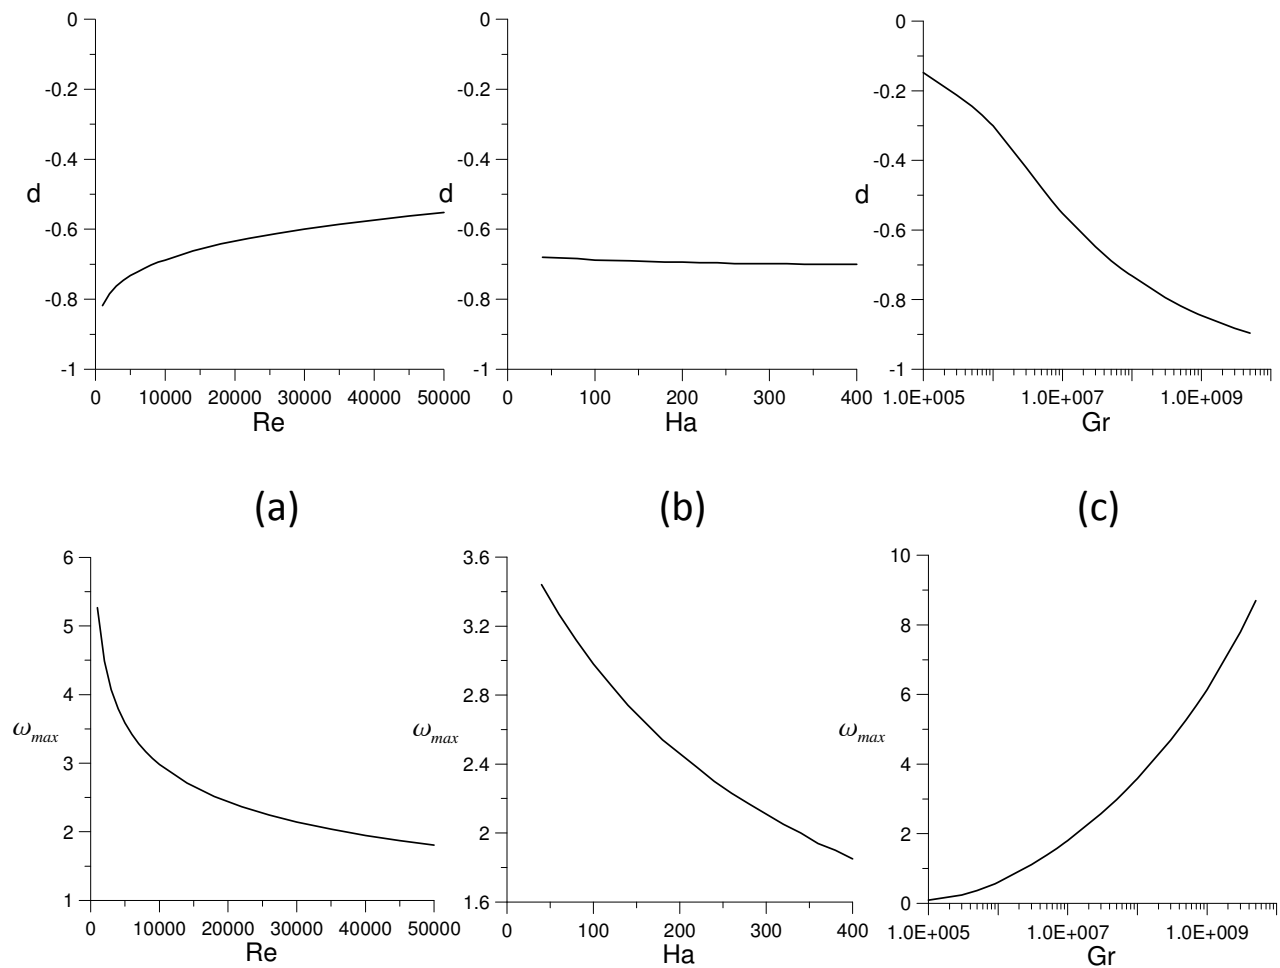 0
-0.2
-0.4
-0.6
-0.8
-1
d
0 10000 20000 30000 40000 50000
Re
0
-0.2
-0.4
-0.6
-0.8
-1
d
0 100 200 300 400
Ha
0
-0.2
-0.4
-0.6
-0.8
-1
d
1.0E+005 1.0E+007 1.0E+009
Gr
(a) (b) (c)
6
5
4
3
2
1
ω_max
0 10000 20000 30000 40000 50000
Re
3.6
3.2
2.8
2.4
2
1.6
ω_max
0 100 200 300 400
Ha
10
8
6
4
2
0
ω_max
1.0E+005 1.0E+007 1.0E+009
Gr